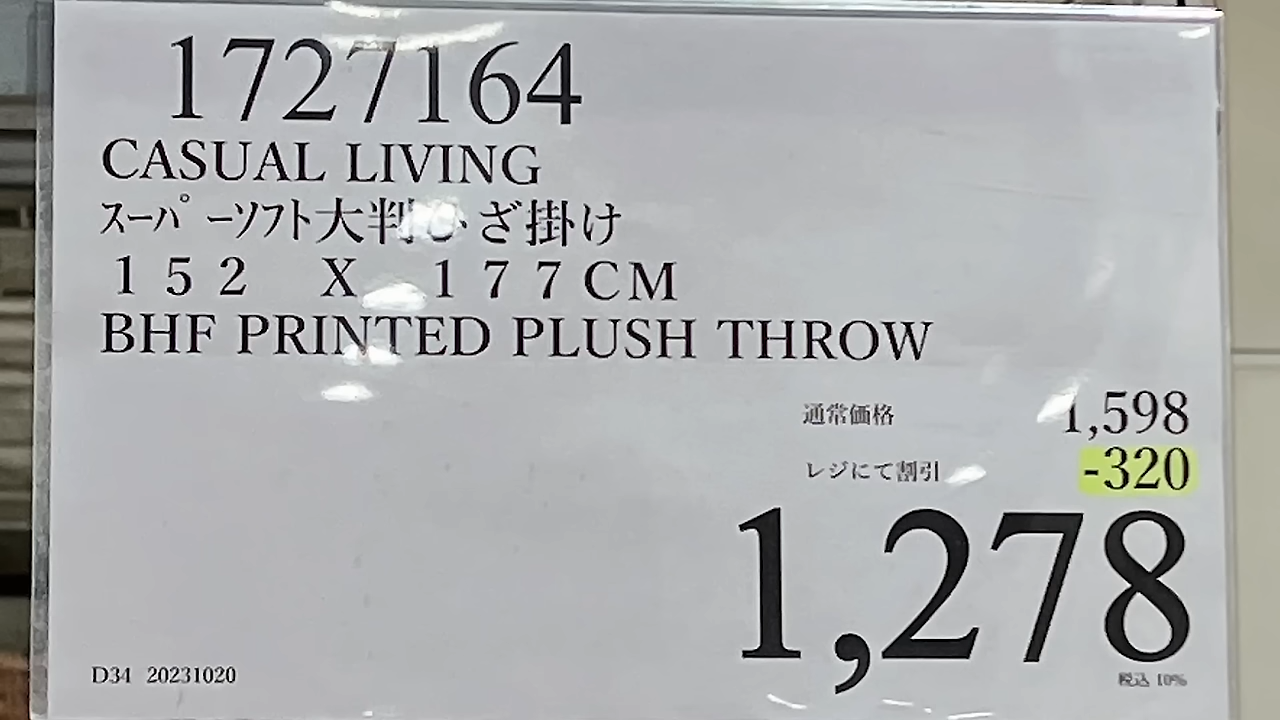 1727164
CASUAL LIVING
スーパーソフト大判ひざ掛け
１５２　Ｘ　１７７ＣＭ
BHF PRINTED PLUSH THROW
通常価格 1,598
レジにて割引 -320
1,278
税込 10%
D34 20231020